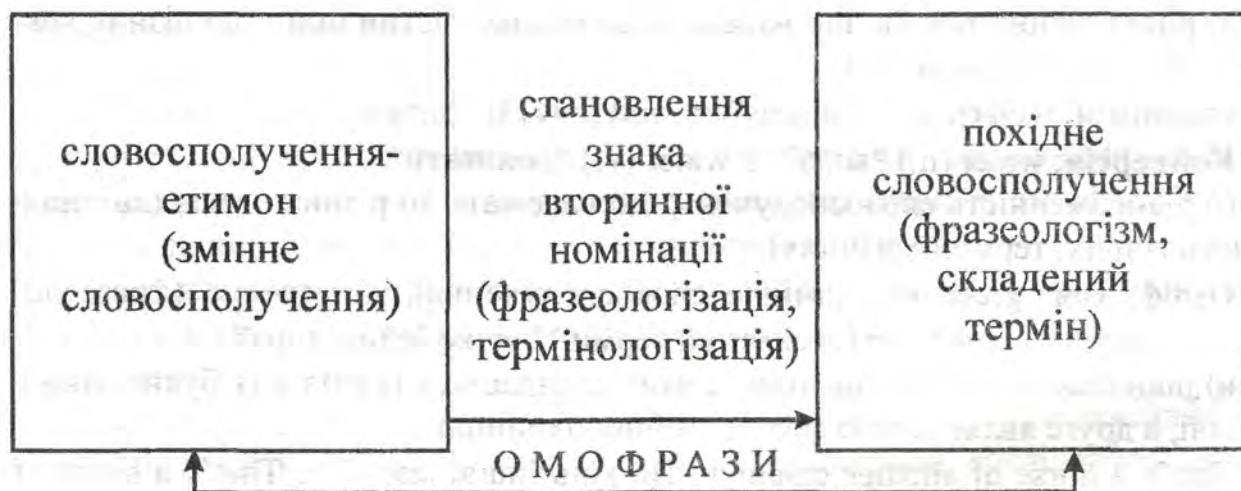 словосполучення-
етимон
(змінне
словосполучення)
становлення
знака
вторинної
номінації
(фразеологізація,
термінологізація)
похідне
словосполучення
(фразеологізм,
складений
термін)
ОМОФРАЗИ